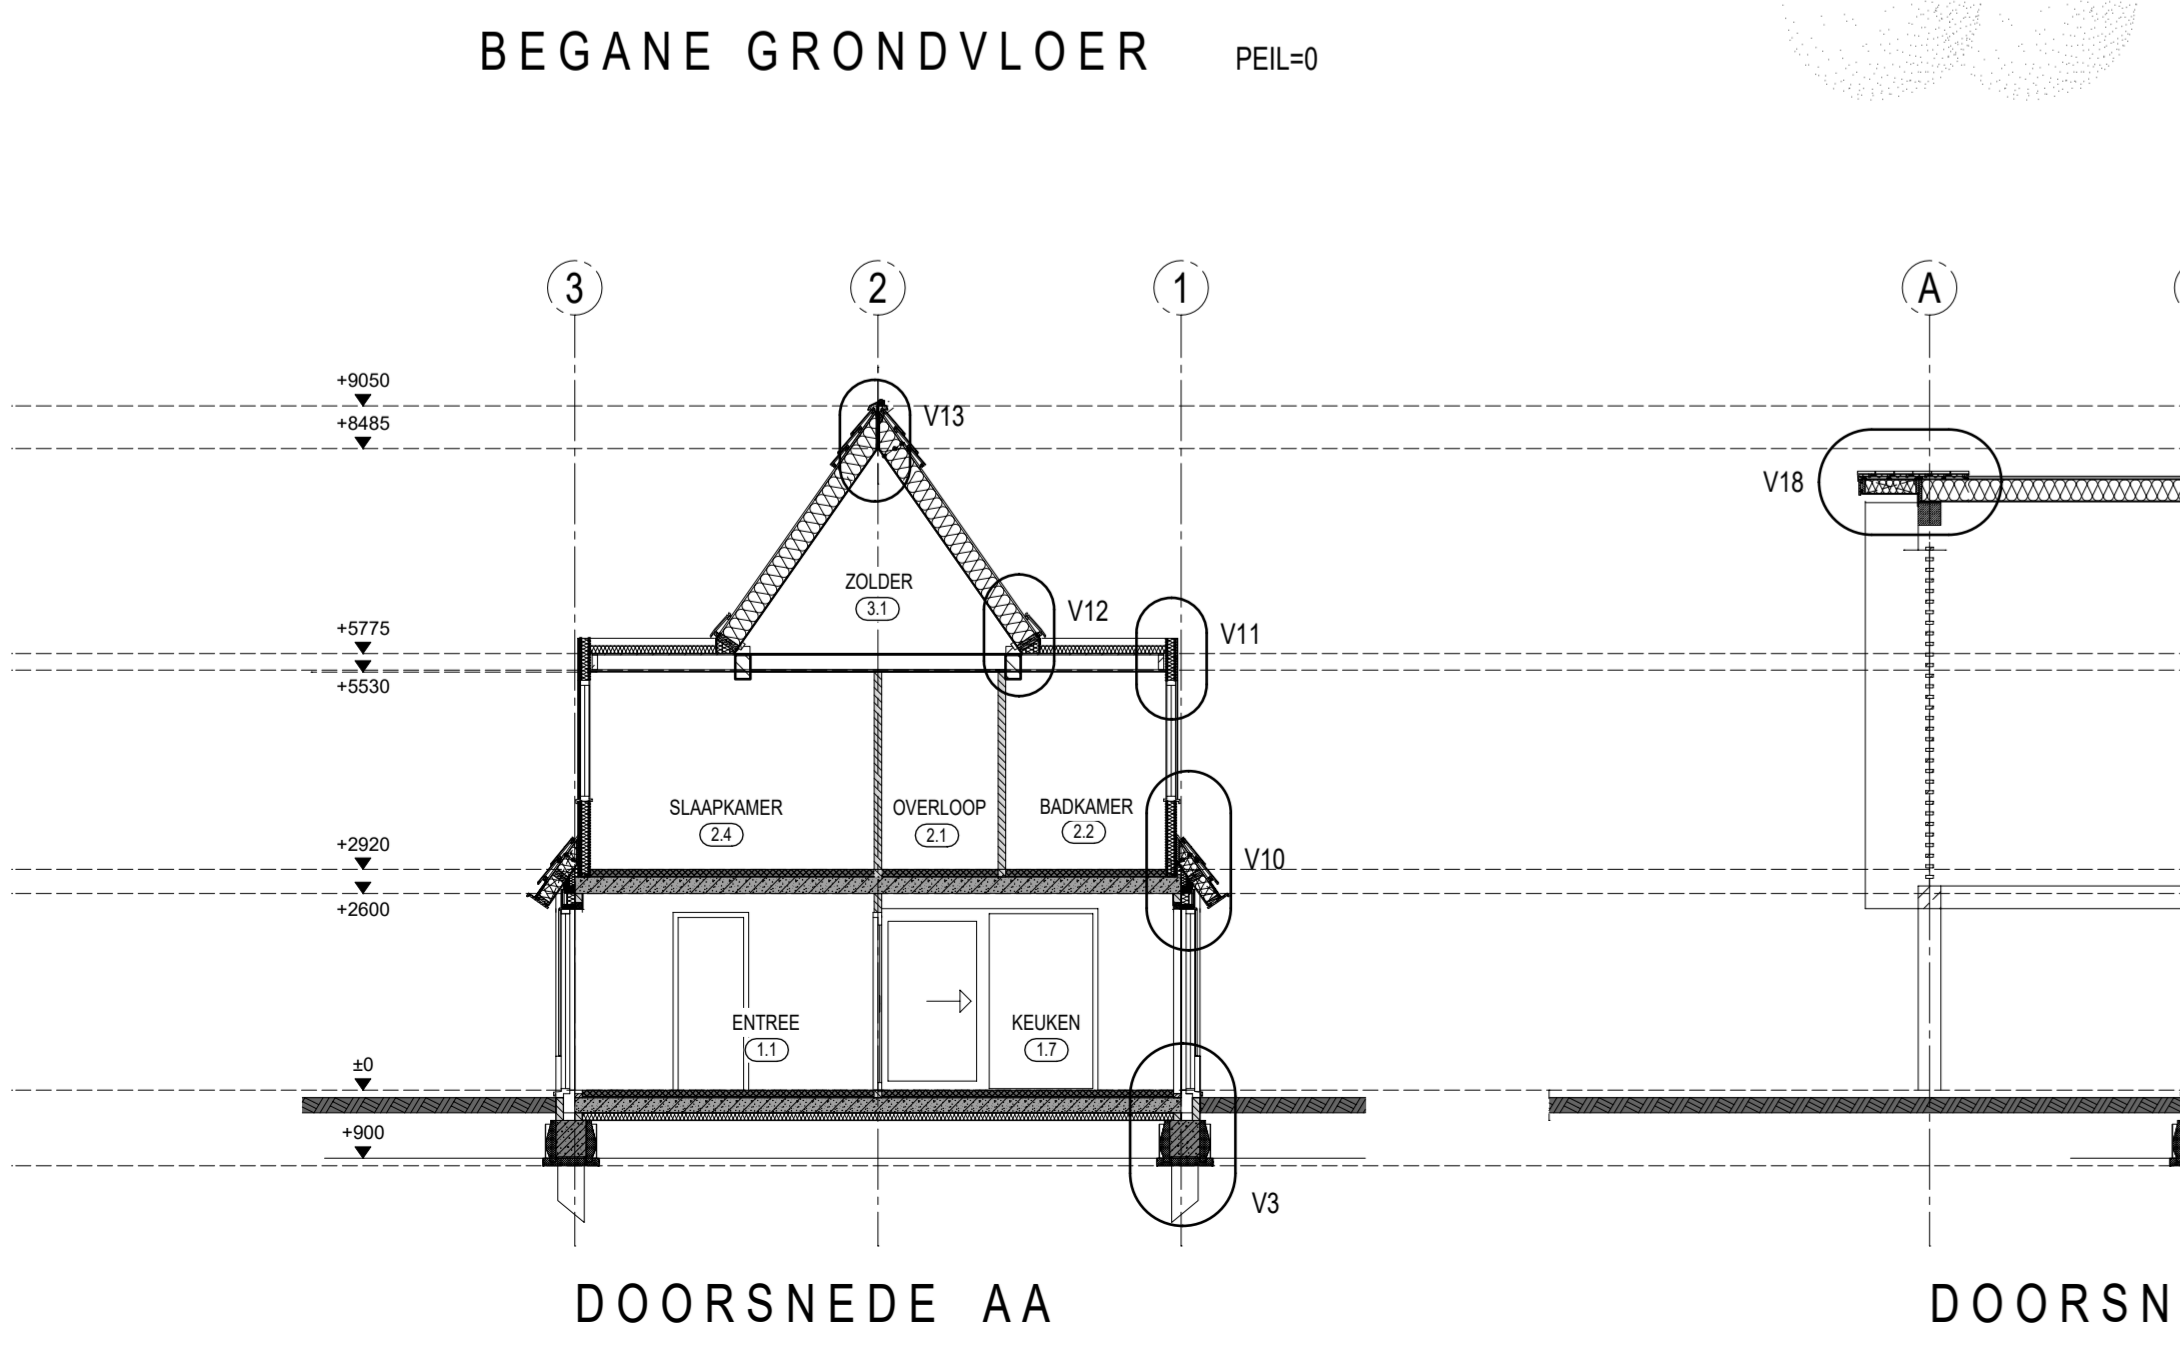 BEGANE GRONDVLOER PEIL=0
3 2 1 A
+9050
V13
+8485
V18
ZOLDER
3.1
V12
+5775
V11
+5530
SLAAPKAMER OVERLOOP BADKAMER
2.4 2.1 2.2
+2920
V10
+2600
ENTREE KEUKEN
1.1 1.7
±0
+900
V3
DOORSNEDE AA DOORSN